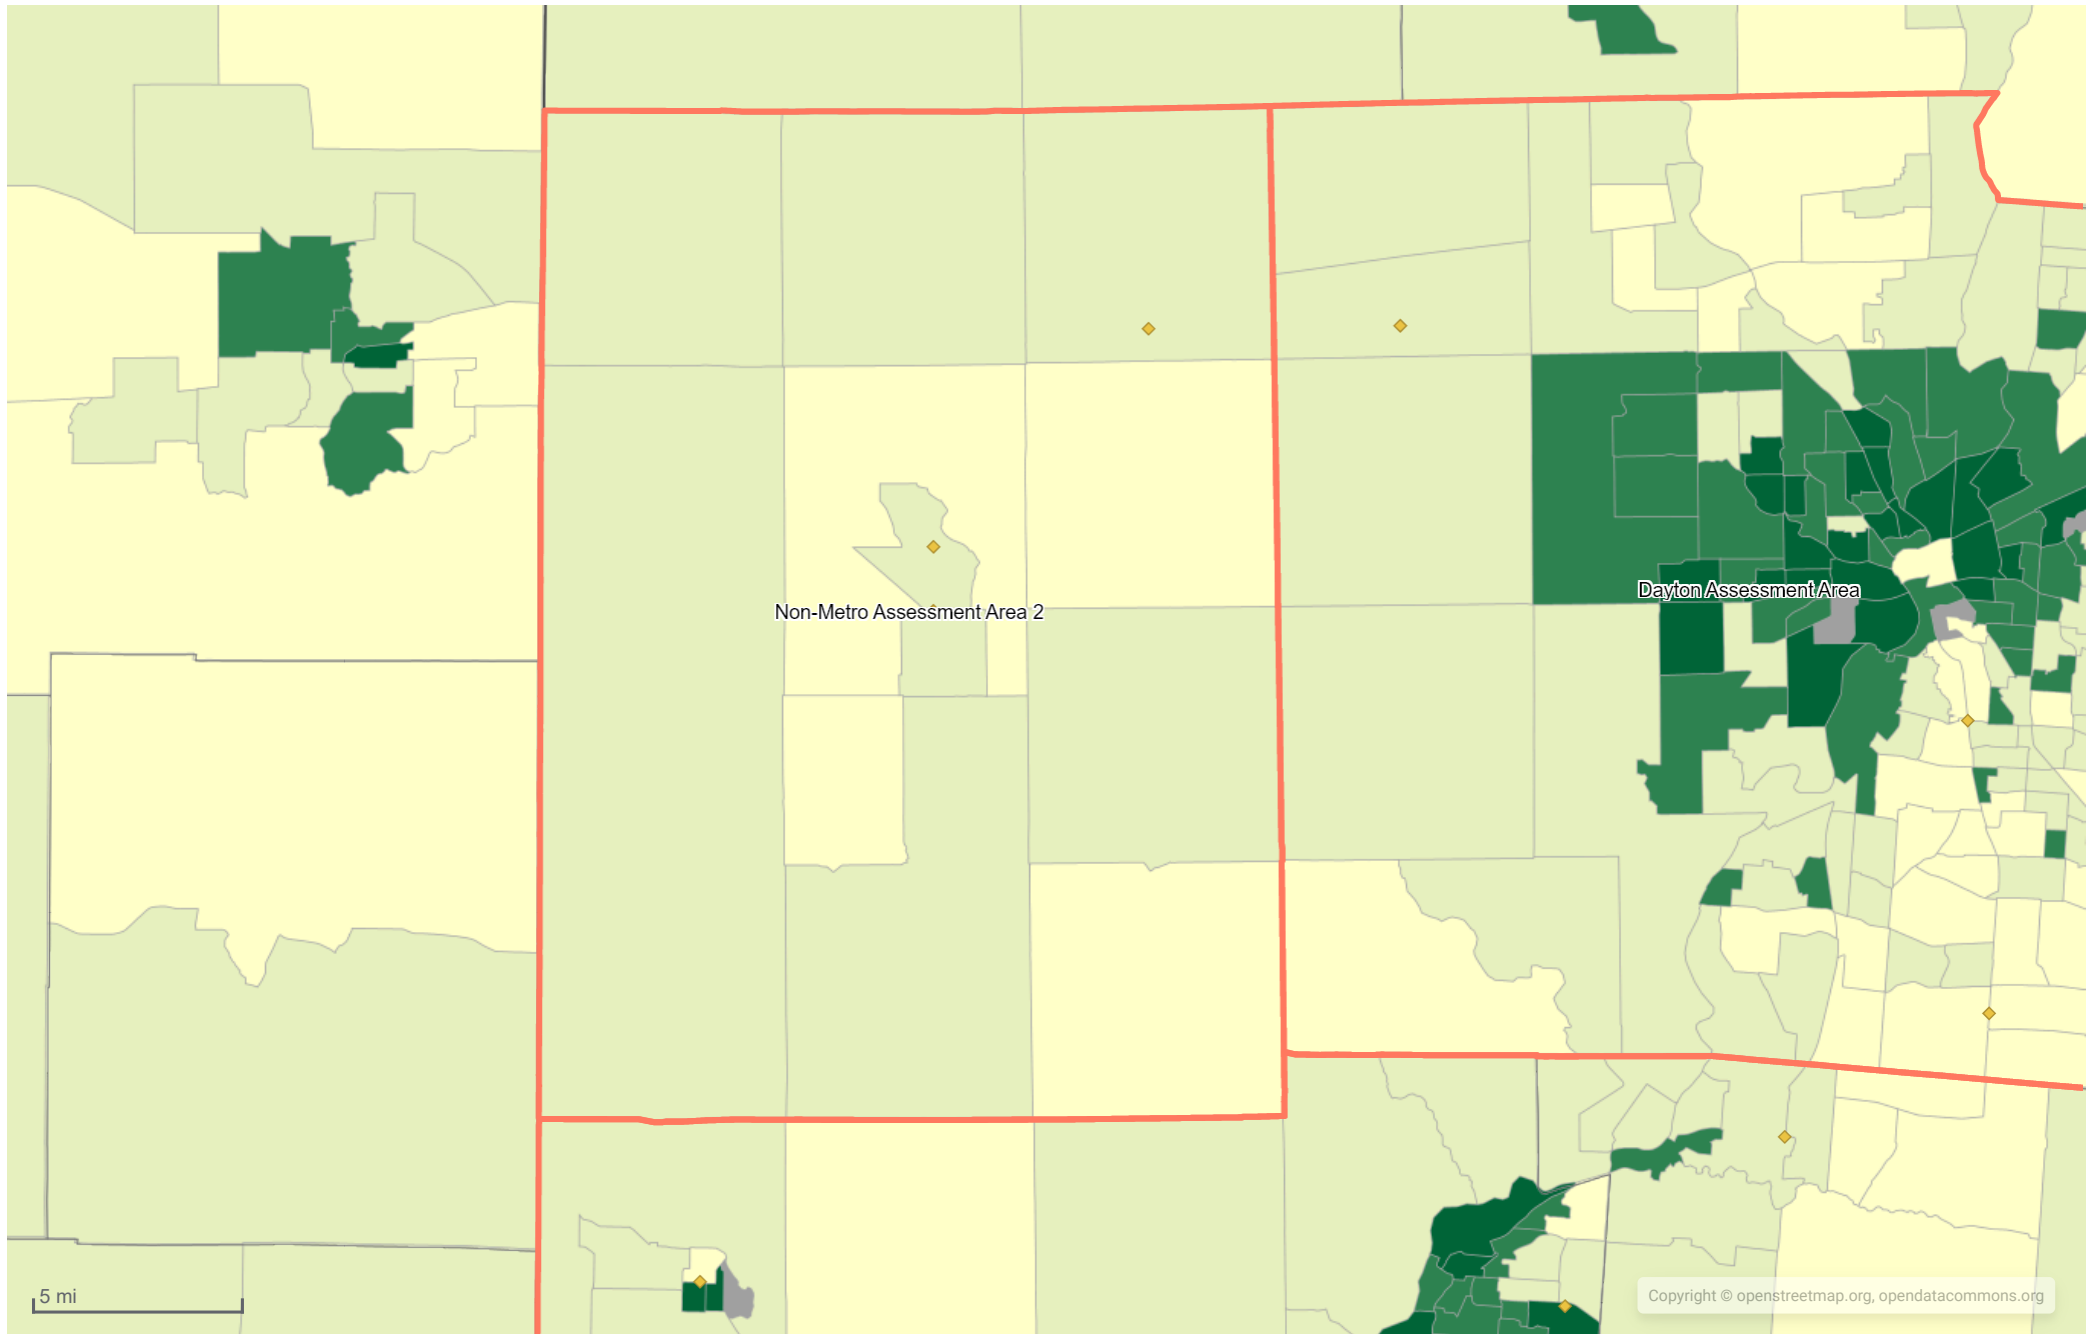 Dayton Assessment Area
Non-Metro Assessment Area 2
5 mi
Copyright © openstreetmap.org, opendatacommons.org